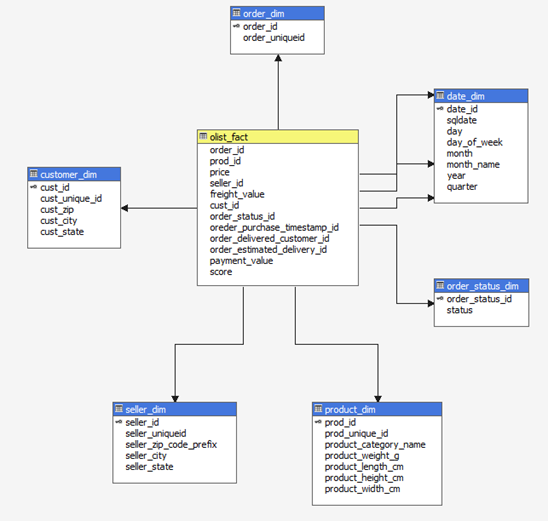 order_dim
order_id
order_uniqueid
date_dim
date_id
sqldate
day
day_of_week
month
month_name
year
quarter
olist_fact
order_id
prod_id
price
seller_id
freight_value
cust_id
order_status_id
oreder_purchase_timestamp_id
order_delivered_customer_id
order_estimated_delivery_id
payment_value
score
customer_dim
cust_id
cust_unique_id
cust_zip
cust_city
cust_state
order_status_dim
order_status_id
status
seller_dim
seller_id
seller_uniqueid
seller_zip_code_prefix
seller_city
seller_state
product_dim
prod_id
prod_unique_id
product_category_name
product_weight_g
product_length_cm
product_height_cm
product_width_cm